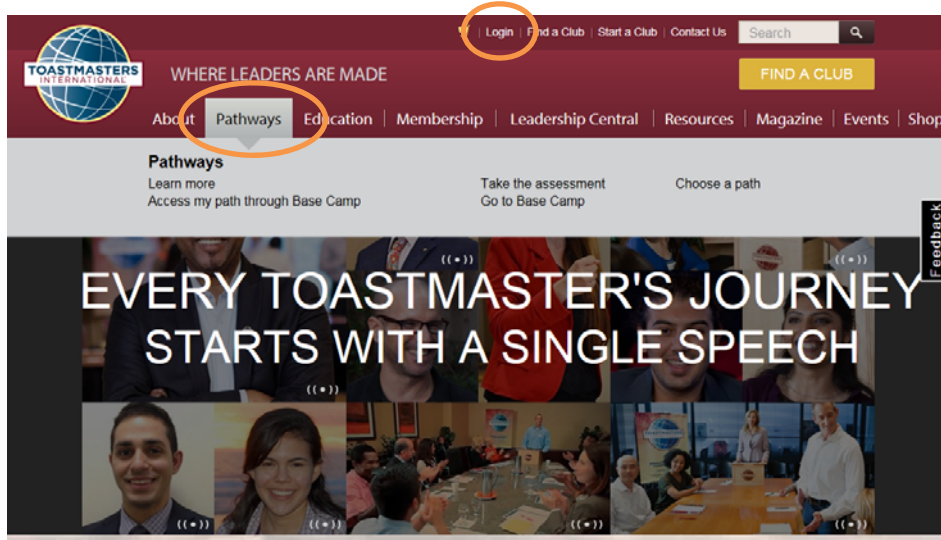 Login | Find a Club | Start a Club | Contact Us Search
TOASTMASTERS
INTERNATIONAL
WHERE LEADERS ARE MADE
FIND A CLUB
About Pathways Education | Membership | Leadership Central | Resources | Magazine | Events | Shop
Pathways
Learn more Take the assessment Choose a path
Access my path through Base Camp Go to Base Camp
Feedback
EVERY TOASTMASTER'S JOURNEY
STARTS WITH A SINGLE SPEECH